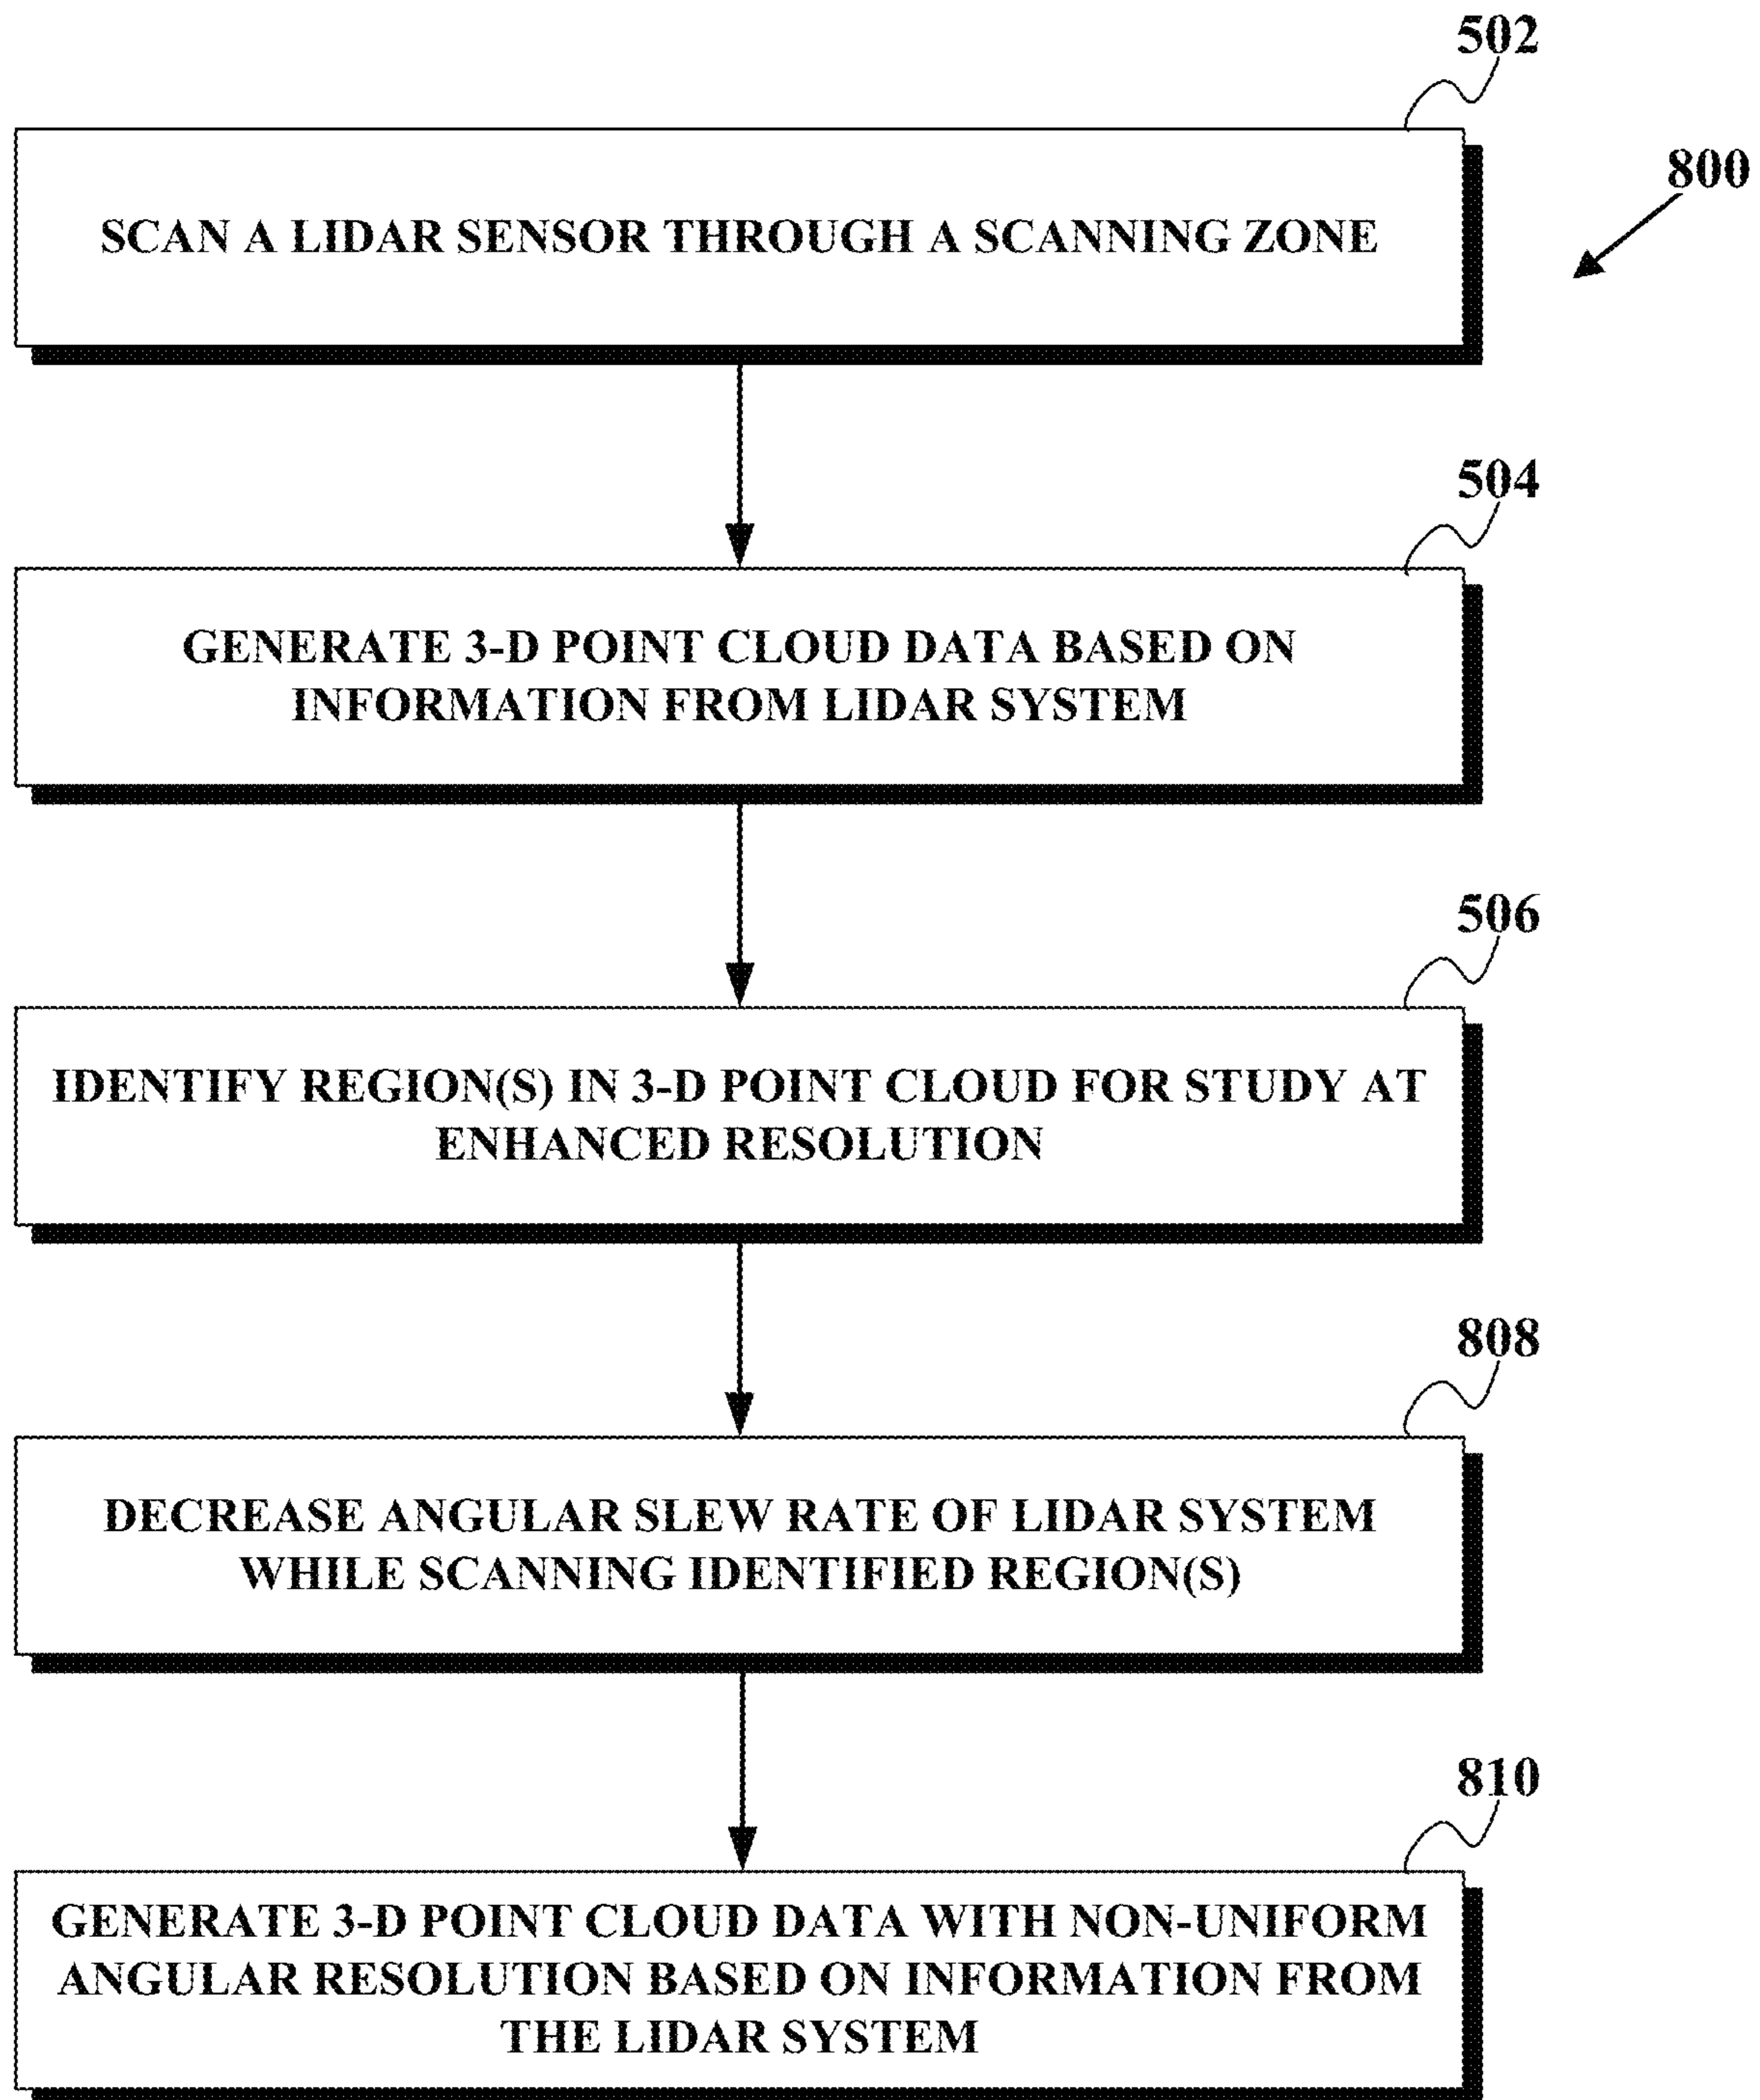 502
800
SCAN A LIDAR SENSOR THROUGH A SCANNING ZONE
504
GENERATE 3-D POINT CLOUD DATA BASED ON
INFORMATION FROM LIDAR SYSTEM
506
IDENTIFY REGION(S) IN 3-D POINT CLOUD FOR STUDY AT
ENHANCED RESOLUTION
808
DECREASE ANGULAR SLEW RATE OF LIDAR SYSTEM
WHILE SCANNING IDENTIFIED REGION(S)
810
GENERATE 3-D POINT CLOUD DATA WITH NON-UNIFORM
ANGULAR RESOLUTION BASED ON INFORMATION FROM
THE LIDAR SYSTEM